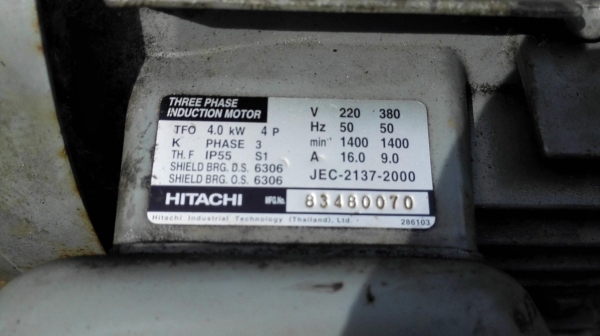 THREE PHASE
INDUCTION MOTOR
TFO 4.0 kW 4 P
K PHASE 3
TH. F IP55 S1
SHIELD BRG. D.S. 6306
SHIELD BRG. O.S. 6306
V 220 380
Hz 50 50
min⁻¹ 1400 1400
A 16.0 9.0
JEC-2137-2000
HITACHI MFG.No. 83480070
Hitachi Industrial Technology (Thailand), Ltd. 286103